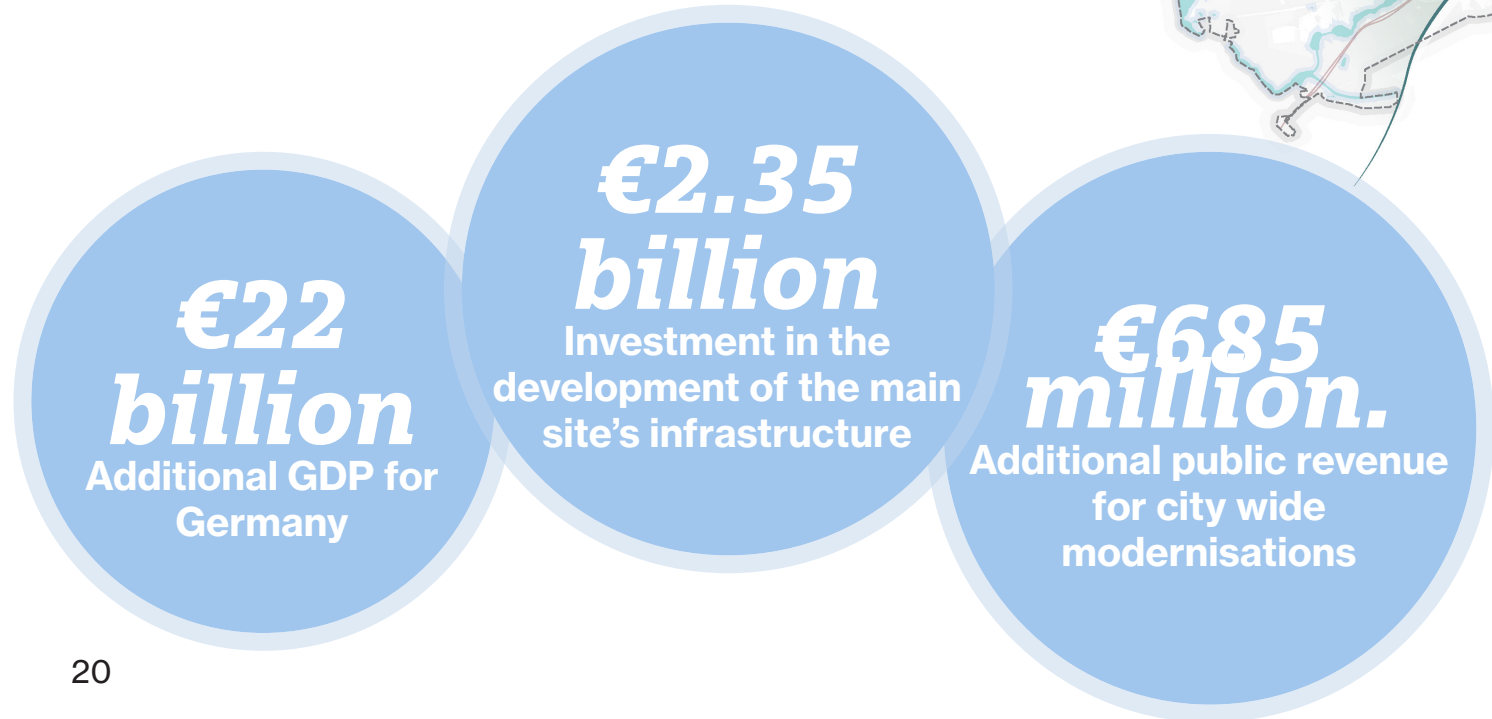 €22
billion
Additional GDP for
Germany
€2.35
billion
Investment in the
development of the main
site’s infrastructure
€685
million.
Additional public revenue
for city wide
modernisations
20